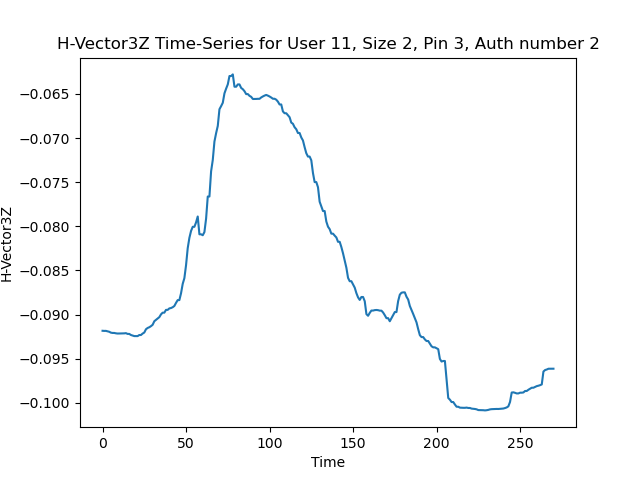 H-Vector3Z Time-Series for User 11, Size 2, Pin 3, Auth number 2
H-Vector3Z
−0.065
−0.070
−0.075
−0.080
−0.085
−0.090
−0.095
−0.100
0 50 100 150 200 250
Time